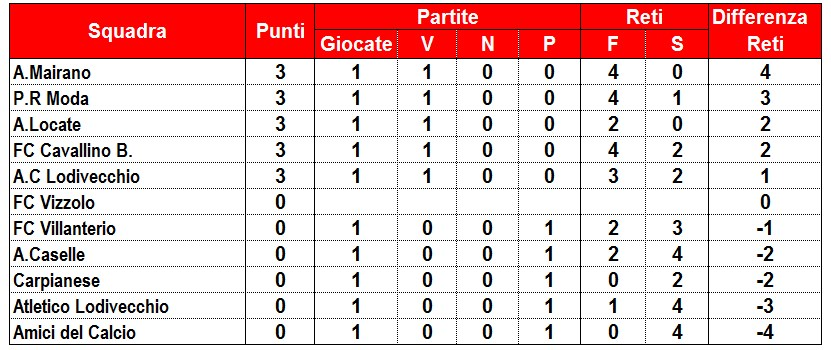 Squadra Punti Partite Reti Differenza Reti
Giocate V N P F S
A.Mairano 3 1 1 0 0 4 0 4
P.R Moda 3 1 1 0 0 4 1 3
A.Locate 3 1 1 0 0 2 0 2
FC Cavallino B. 3 1 1 0 0 4 2 2
A.C Lodivecchio 3 1 1 0 0 3 2 1
FC Vizzolo 0 0
FC Villanterio 0 1 0 0 1 2 3 -1
A.Caselle 0 1 0 0 1 2 4 -2
Carpianese 0 1 0 0 1 0 2 -2
Atletico Lodivecchio 0 1 0 0 1 1 4 -3
Amici del Calcio 0 1 0 0 1 0 4 -4